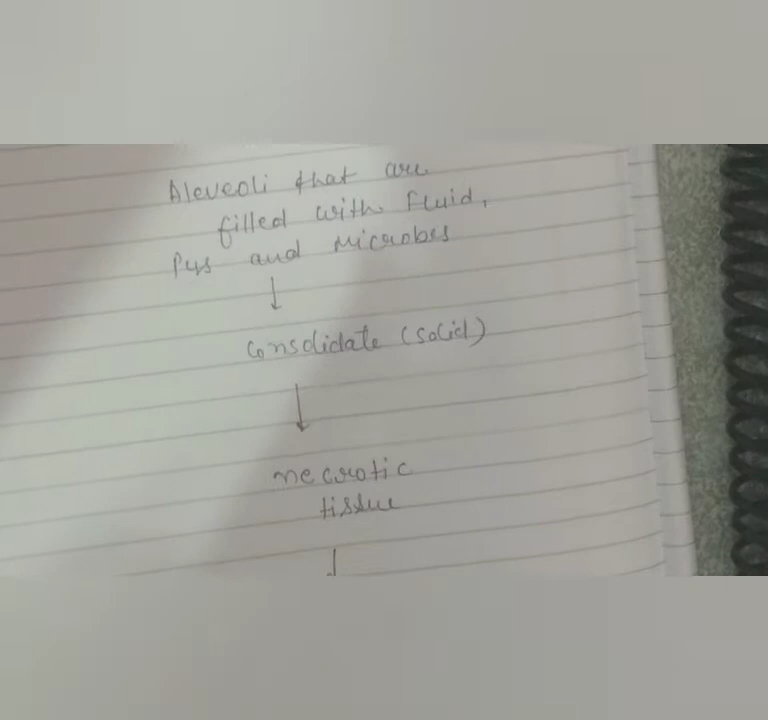 Aleveoli that are
filled with fluid,
Pus and Microbes
↓
Consolidate (solid)
↓
necrotic
tissue